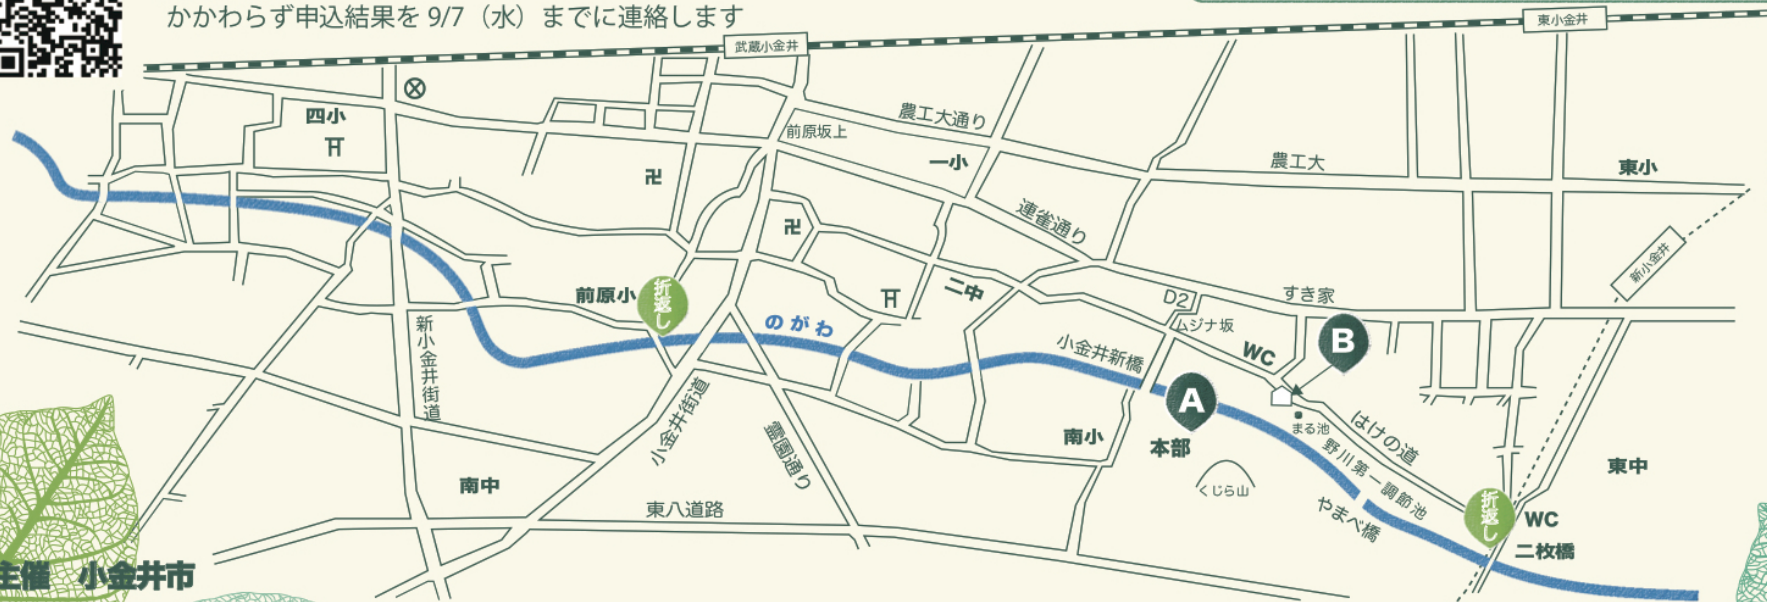 かかわらず申込結果を 9/7（水）までに連絡します
東小金井
武蔵小金井
四小
農工大通り
前原坂上
一小
農工大
東小
連雀通り
新小金井
二中
前原小
折返し
のがわ
D2
すき家
ムジナ坂
B
WC
小金井新橋
新小金井街道
A
小金井街道
まる池
はけの道
霊園通り
南小
本部
野川第一調節池
東中
南中
くじら山
東八道路
やまべ橋
折返し
WC
二枚橋
主催　小金井市